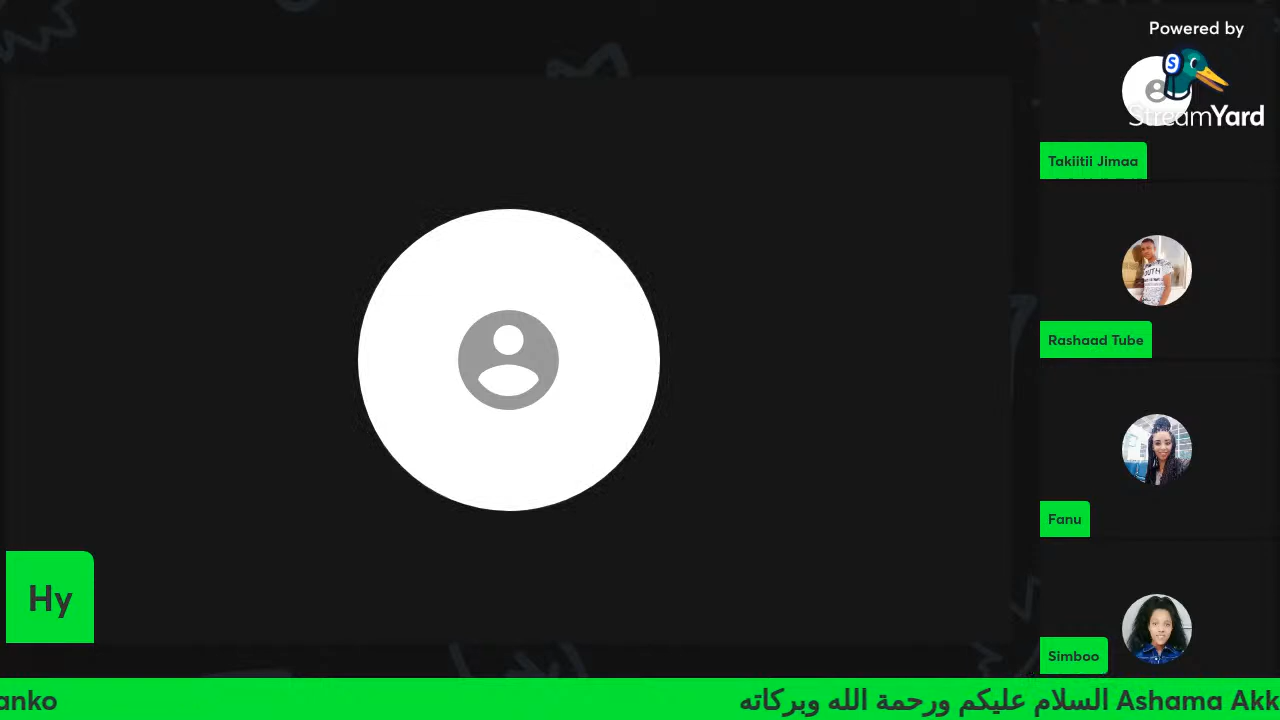 Powered by
StreamYard
Takiitii Jimaa
Rashaad Tube
Fanu
Simboo
Hy
anko
السلام عليكم ورحمة الله وبركاته Ashama Akk